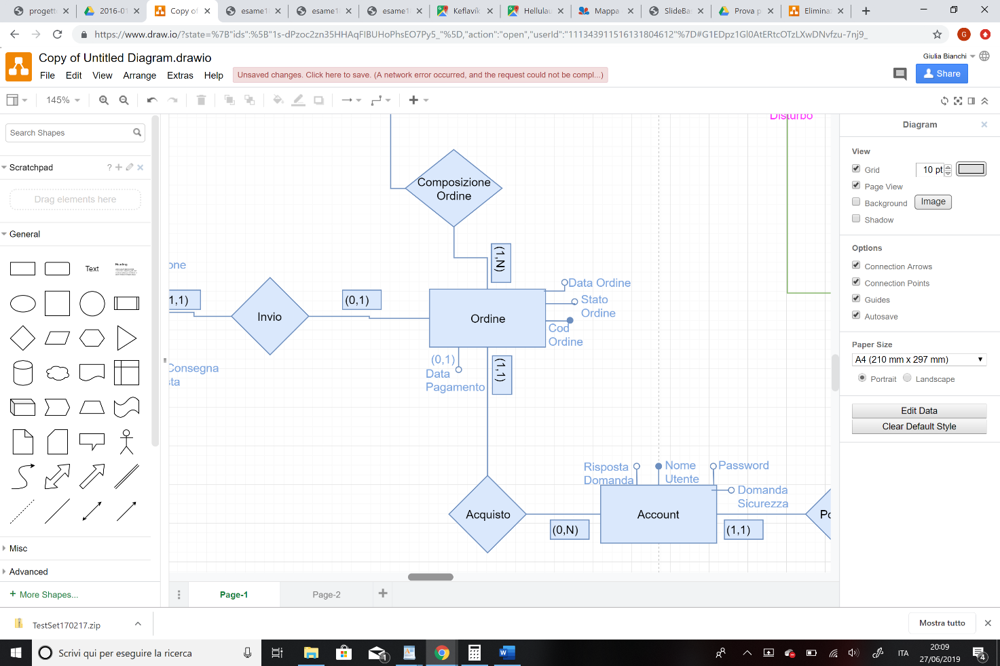 progett
2016-01
Copy of
esame1
esame1
esame1
Keflavík
Hellulau
Mappa
SlideBa
Prova p
Elimina
https://www.draw.io/?state=%7B"ids":%5B"1s-dPzoc2zn35HHAqFIBUHoPhsEO7Py5_"%5D,"action":"open","userId":"111343911516131804612"%7D#G1EDpz1Gl0AtERtcOTzLXwDNvfzu-7nj9_
G
Copy of Untitled Diagram.drawio
Giulia Bianchi
File Edit View Arrange Extras Help
Unsaved changes. Click here to save. (A network error occurred, and the request could not be compl...)
Share
145%
Search Shapes
Scratchpad
?
Drag elements here
General
Text
Heading
Misc
Advanced
+ More Shapes...
Disturbo
Composizione
Ordine
(1,N)
one
1,1)
Invio
(0,1)
Ordine
Data Ordine
Stato
Ordine
Cod
Ordine
(0,1)
Data
Pagamento
(1,1)
Consegna
sta
Risposta
Domanda
Nome
Utente
Password
Domanda
Sicurezza
Acquisto
(0,N)
Account
(1,1)
Po
Page-1
Page-2
Diagram
View
Grid
10 pt
Page View
Background
Image
Shadow
Options
Connection Arrows
Connection Points
Guides
Autosave
Paper Size
A4 (210 mm x 297 mm)
Portrait
Landscape
Edit Data
Clear Default Style
TestSet170217.zip
Mostra tutto
Scrivi qui per eseguire la ricerca
1
W
ITA
20:09
27/06/2019
4